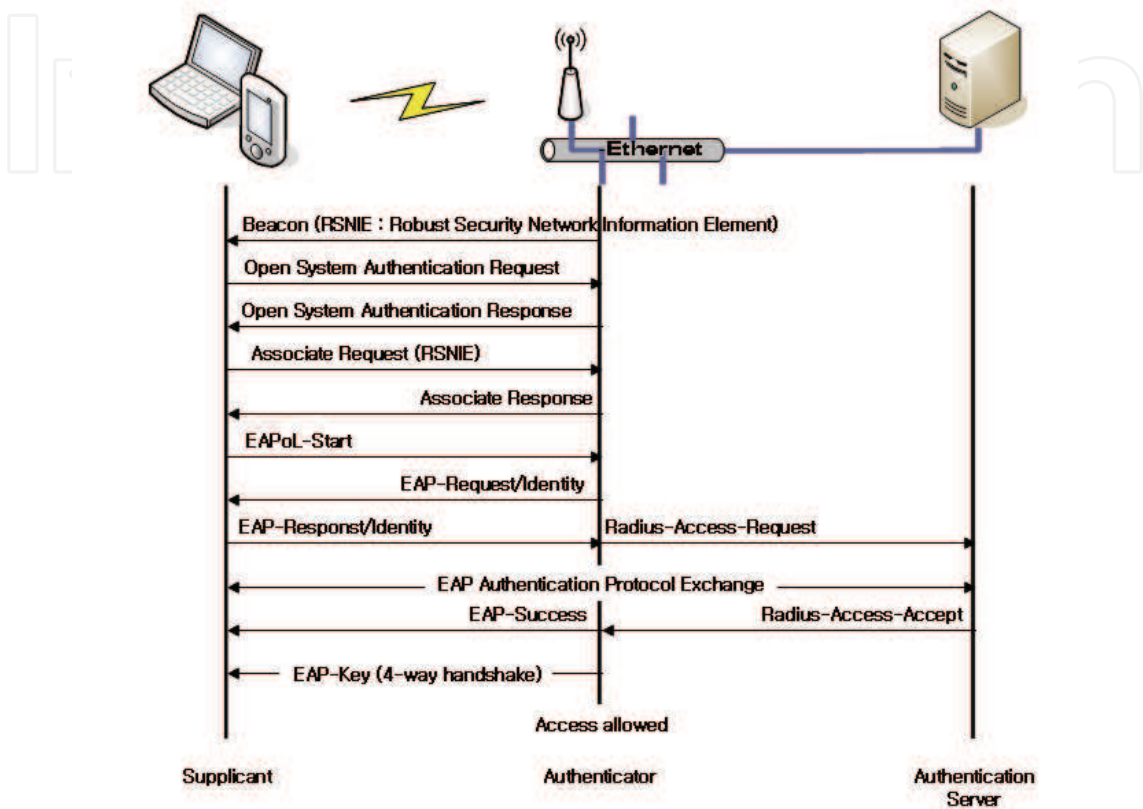 Ethernet
Beacon (RSNIE : Robust Security Network Information Element)
Open System Authentication Request
Open System Authentication Response
Associate Request (RSNIE)
Associate Response
EAPoL-Start
EAP-Request/Identity
EAP-Responst/Identity
Radius-Access-Request
EAP Authentication Protocol Exchange
EAP-Success
Radius-Access-Accept
EAP-Key (4-way handshake)
Access allowed
Supplicant
Authenticator
Authentication
Server